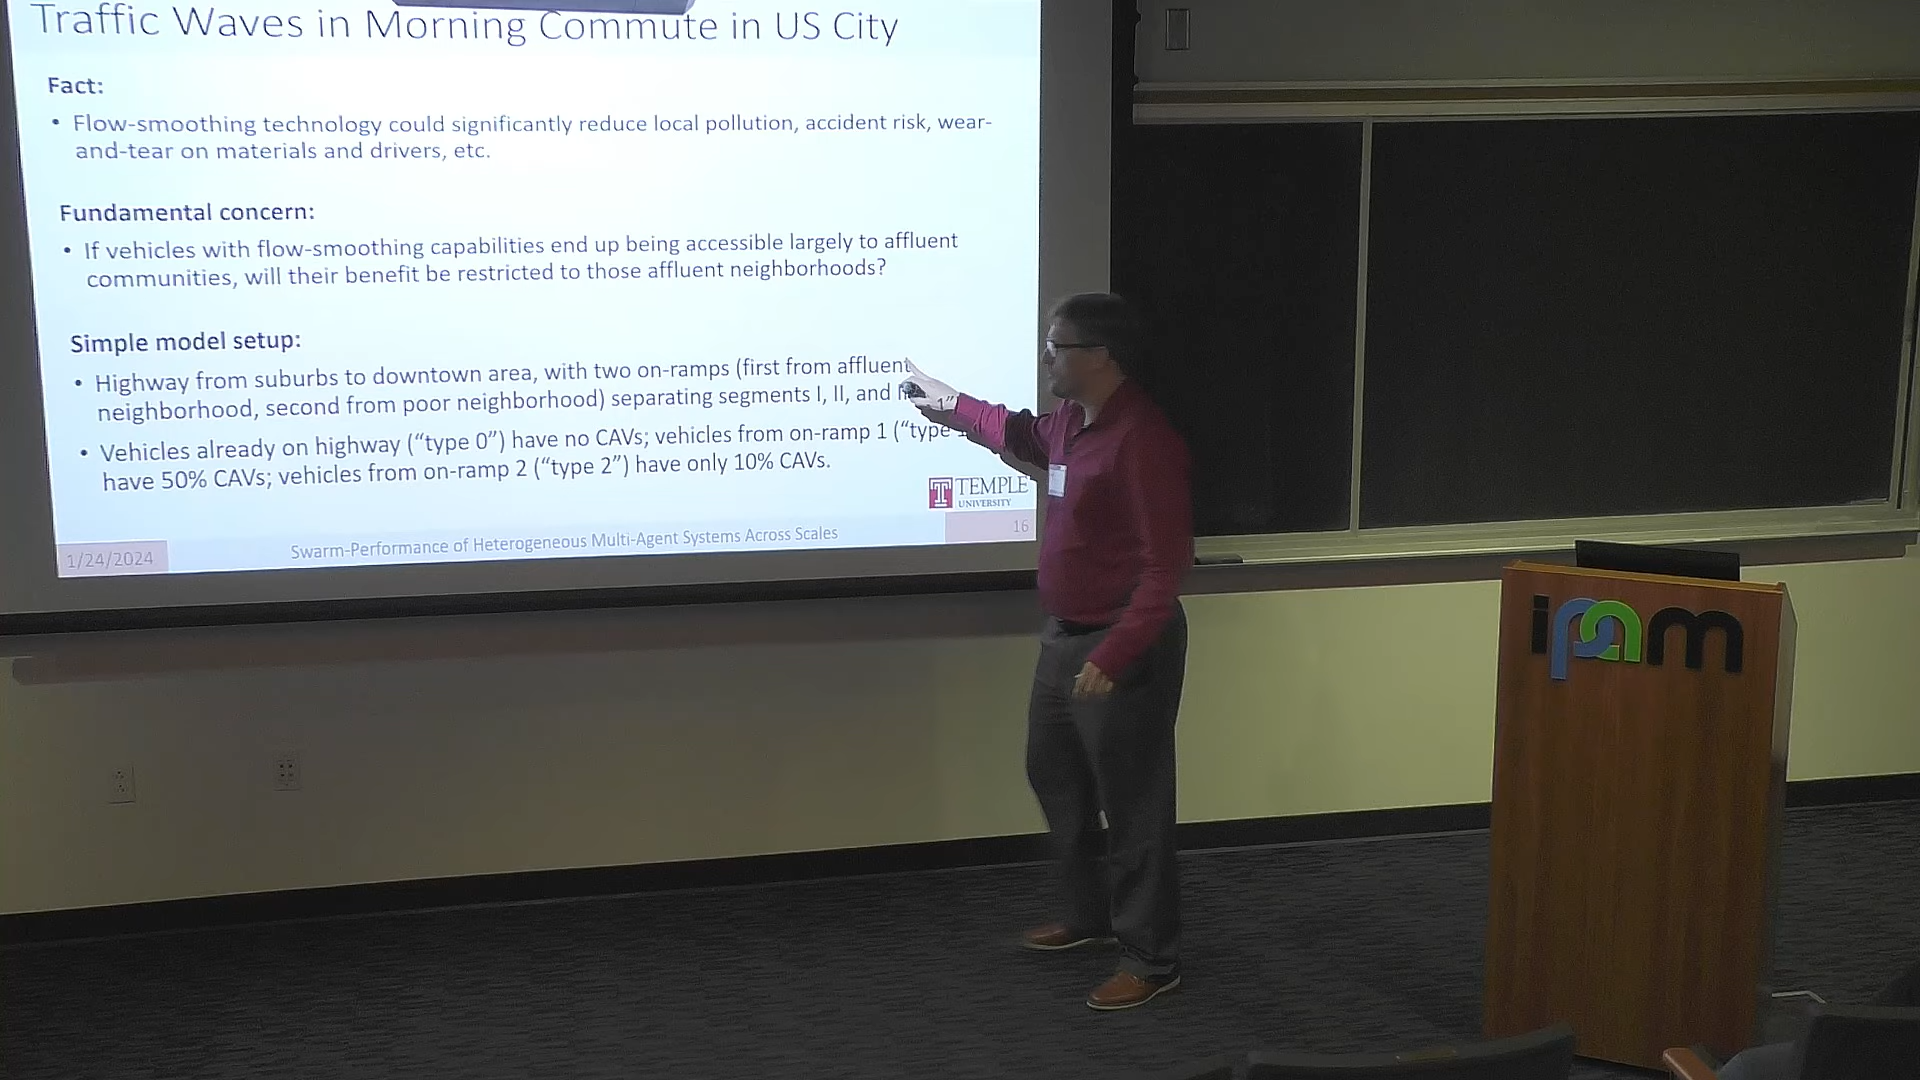 Traffic Waves in Morning Commute in US City
Fact:
• Flow-smoothing technology could significantly reduce local pollution, accident risk, wear-
and-tear on materials and drivers, etc.
Fundamental concern:
• If vehicles with flow-smoothing capabilities end up being accessible largely to affluent
communities, will their benefit be restricted to those affluent neighborhoods?
Simple model setup:
• Highway from suburbs to downtown area, with two on-ramps (first from affluent
neighborhood, second from poor neighborhood) separating segments I, II, and
• Vehicles already on highway (“type 0”) have no CAVs; vehicles from on-ramp 1 (“type 1”
have 50% CAVs; vehicles from on-ramp 2 (“type 2”) have only 10% CAVs.
TEMPLE
UNIVERSITY
1/24/2024
Swarm-Performance of Heterogeneous Multi-Agent Systems Across Scales
16
ipam